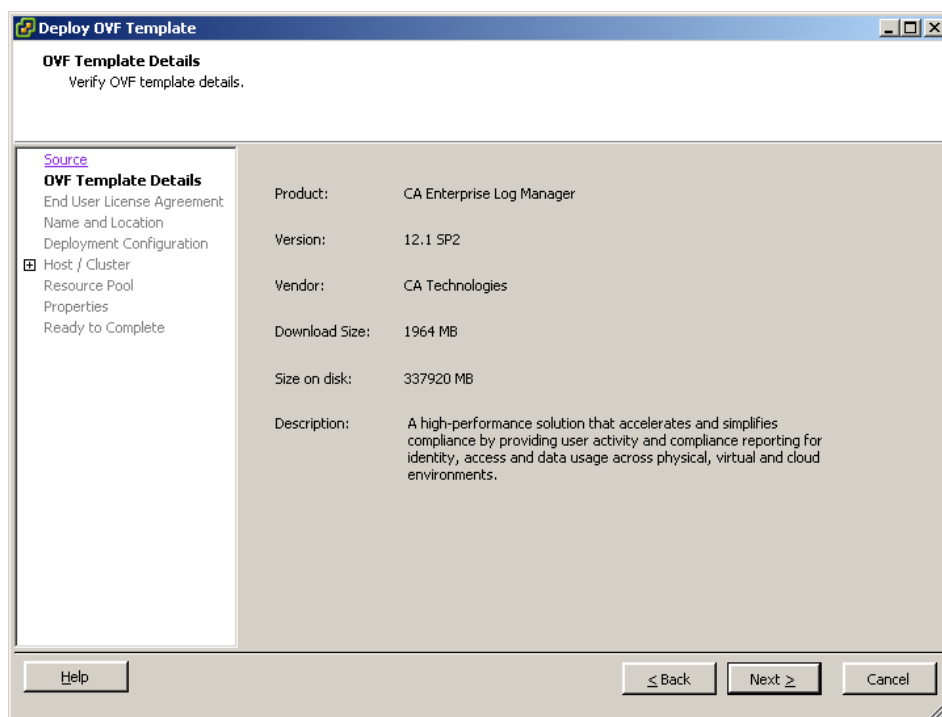 Deploy OVF Template
OVF Template Details
Verify OVF template details.
Source
OVF Template Details
End User License Agreement
Name and Location
Deployment Configuration
Host / Cluster
Resource Pool
Properties
Ready to Complete
Product: CA Enterprise Log Manager
Version: 12.1 SP2
Vendor: CA Technologies
Download Size: 1964 MB
Size on disk: 337920 MB
Description: A high-performance solution that accelerates and simplifies
compliance by providing user activity and compliance reporting for
identity, access and data usage across physical, virtual and cloud
environments.
Help
≤ Back
Next ≥
Cancel